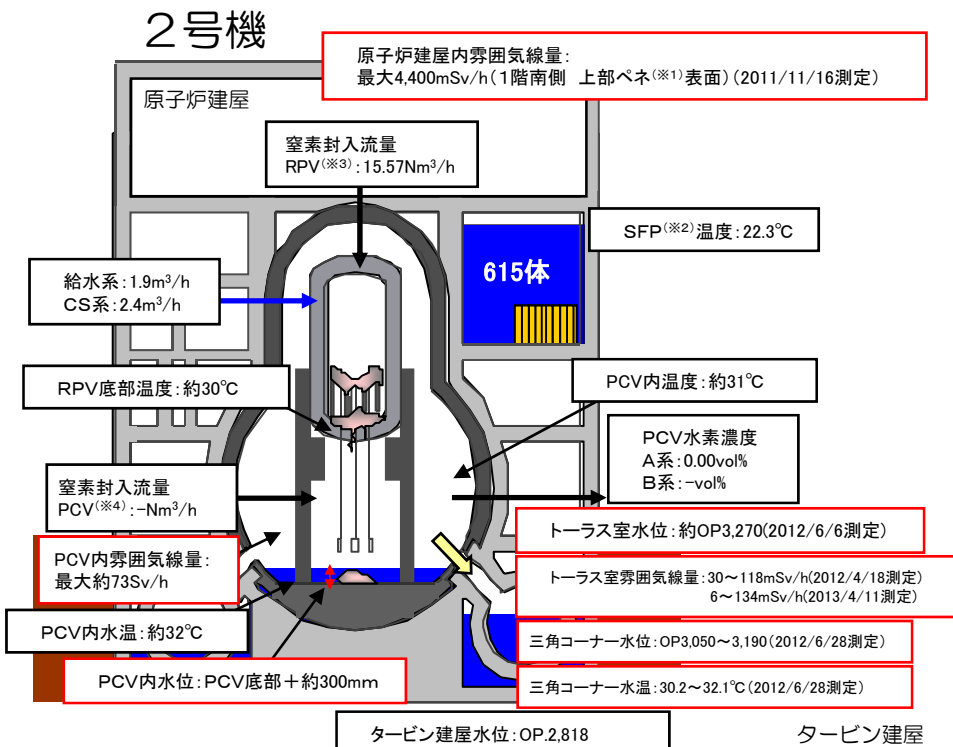 2号機
原子炉建屋内雰囲気線量:
最大4,400mSv/h(1階南側 上部ペネ(※1)表面)(2011/11/16測定)
原子炉建屋
窒素封入流量
RPV(※3):15.57Nm³/h
SFP(※2)温度:22.3℃
615体
給水系:1.9m³/h
CS系:2.4m³/h
RPV底部温度:約30℃
PCV内温度:約31℃
PCV水素濃度
A系:0.00vol%
B系:-vol%
窒素封入流量
PCV(※4):-Nm³/h
トーラス室水位:約OP3,270(2012/6/6測定)
PCV内雰囲気線量:
最大約73Sv/h
トーラス室雰囲気線量:30~118mSv/h(2012/4/18測定)
6~134mSv/h(2013/4/11測定)
PCV内水温:約32℃
三角コーナー水位:OP3,050~3,190(2012/6/28測定)
PCV内水位:PCV底部+約300mm
三角コーナー水温:30.2~32.1℃(2012/6/28測定)
タービン建屋水位:OP.2,818
タービン建屋